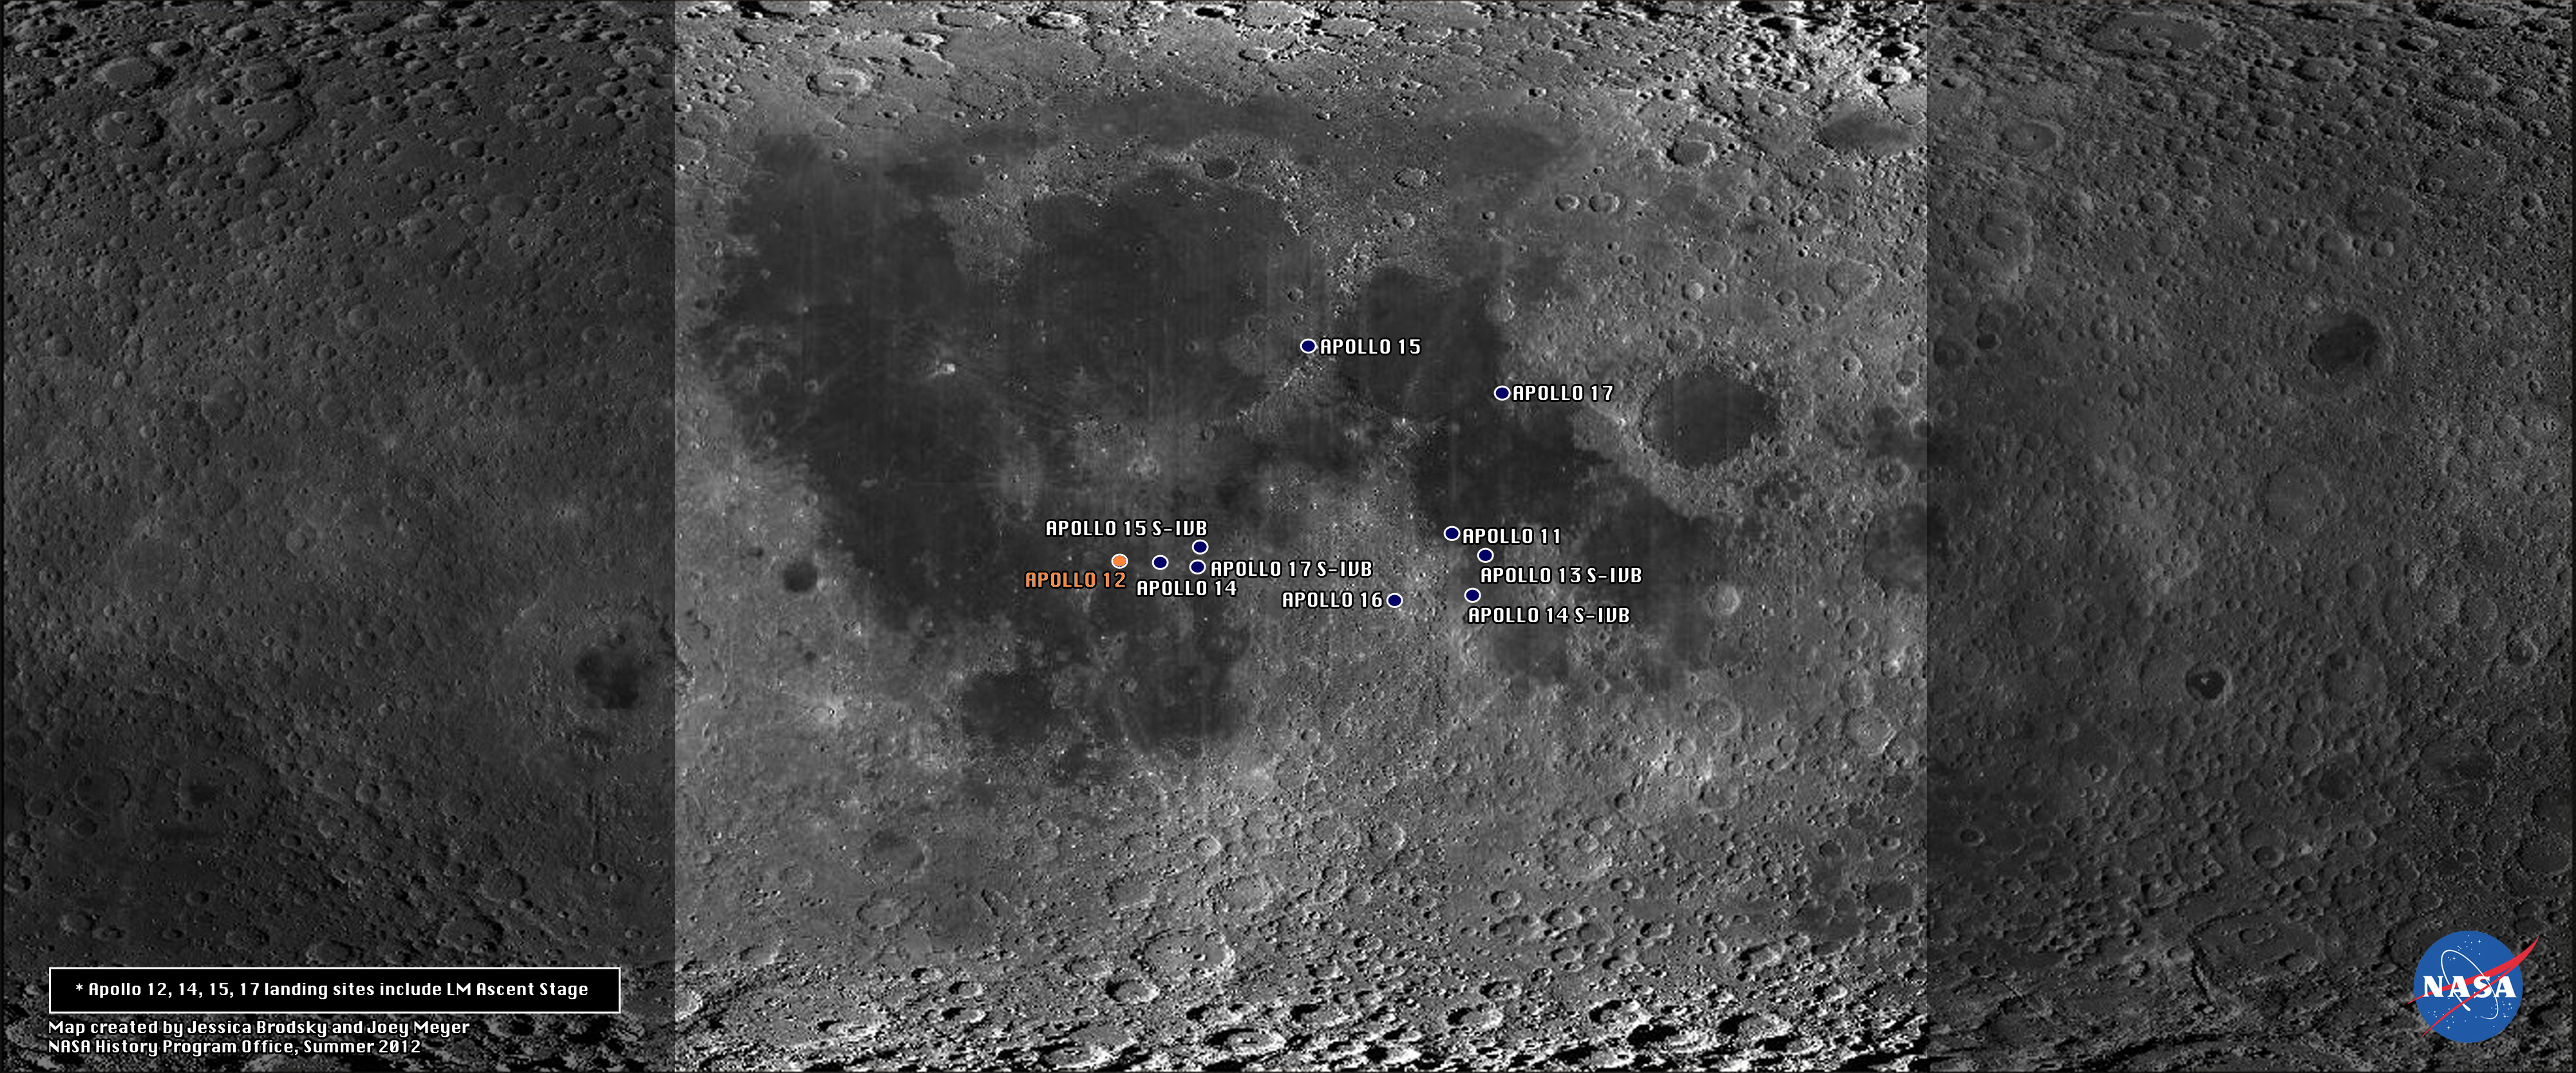 APOLLO 15
APOLLO 17
APOLLO 15 S-IVB
APOLLO 11
APOLLO 17 S-IVB
APOLLO 13 S-IVB
APOLLO 12
APOLLO 14
APOLLO 16
APOLLO 14 S-IVB
* Apollo 12, 14, 15, 17 landing sites include LM Ascent Stage
Map created by Jessica Brodsky and Joey Meyer
NASA History Program Office, Summer 2012
NASA